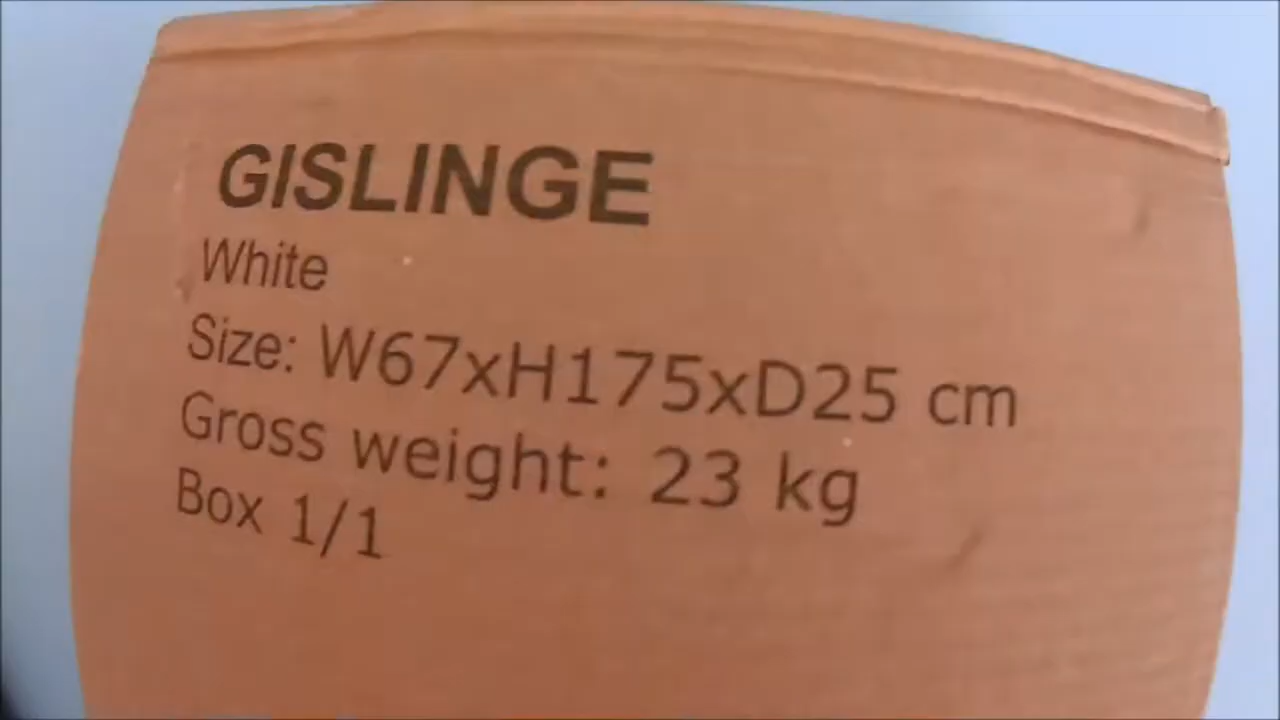 GISLINGE
White
Size: W67xH175xD25 cm
Gross weight: 23 kg
Box 1/1